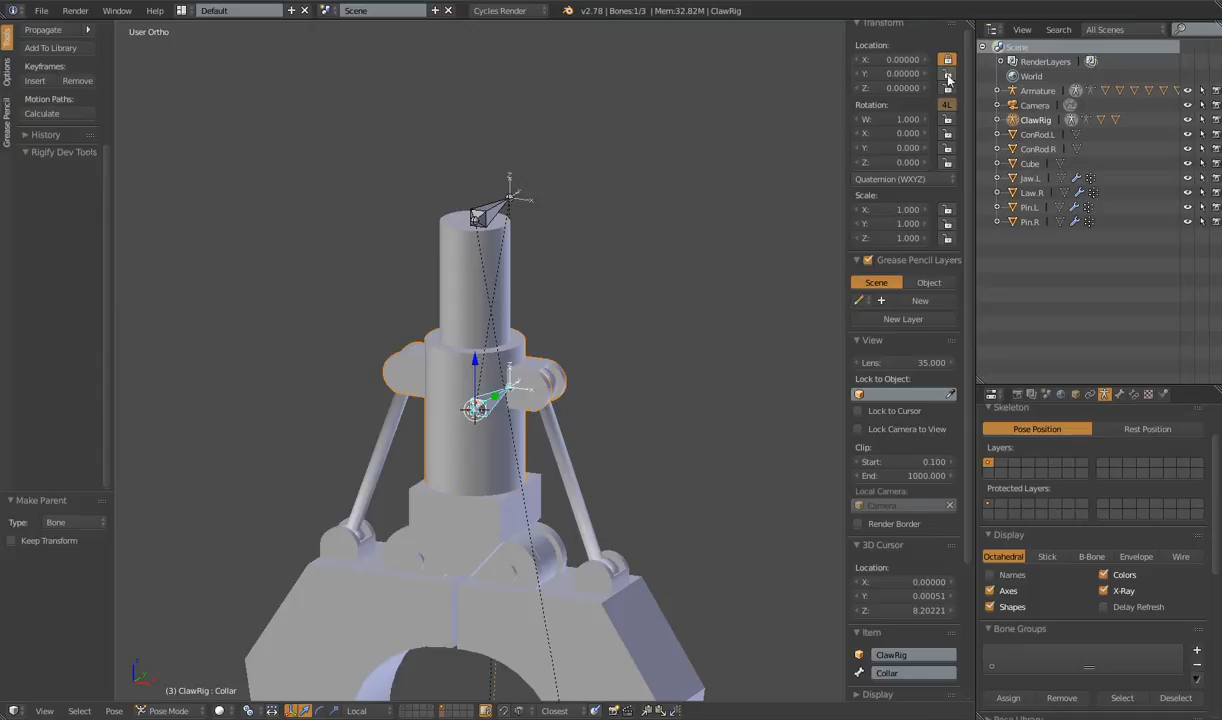 File Render Window Help Default Scene Cycles Render v2.78 | Bones:1/3 | Mem:32.82M | ClawRig
Tools
Options
Grease Pencil
Propagate
Add To Library
Keyframes:
Insert Remove
Motion Paths:
Calculate
History
Rigify Dev Tools
Make Parent
Type: Bone
Keep Transform
User Ortho
(3) ClawRig : Collar
View Select Pose Pose Mode Local Closest
Transform
Location:
X: 0.00000
Y: 0.00000
Z: 0.00000
Rotation: 4L
W: 1.000
X: 0.000
Y: 0.000
Z: 0.000
Quaternion (WXYZ)
Scale:
X: 1.000
Y: 1.000
Z: 1.000
Grease Pencil Layers
Scene Object
New
New Layer
View
Lens: 35.000
Lock to Object:
Lock to Cursor
Lock Camera to View
Clip:
Start: 0.100
End: 1000.000
Local Camera:
Camera
Render Border
3D Cursor
Location:
X: 0.00000
Y: 0.00051
Z: 8.20221
Item
ClawRig
Collar
Display
View Search All Scenes
Scene
RenderLayers
World
Armature
Camera
ClawRig
ConRod.L
ConRod.R
Cube
Jaw.L
Law.R
Pin.L
Pin.R
Skeleton
Pose Position Rest Position
Layers:
Protected Layers:
Display
Octahedral Stick B-Bone Envelope Wire
Names Colors
Axes X-Ray
Shapes Delay Refresh
Bone Groups
Assign Remove Select Deselect